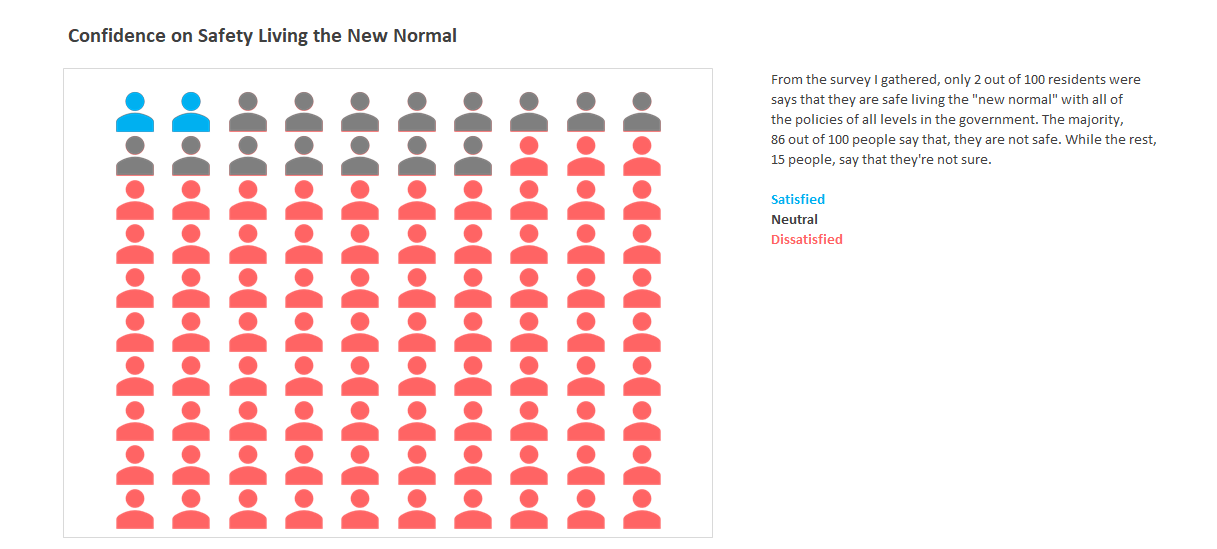 Confidence on Safety Living the New Normal
From the survey I gathered, only 2 out of 100 residents were
says that they are safe living the "new normal" with all of
the policies of all levels in the government. The majority,
86 out of 100 people say that, they are not safe. While the rest,
15 people, say that they're not sure.
Satisfied
Neutral
Dissatisfied